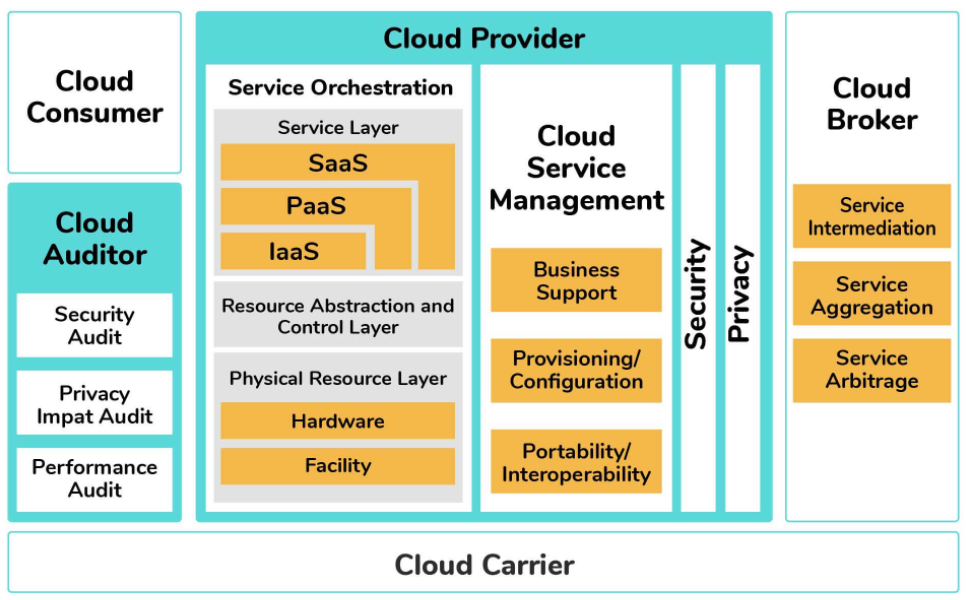 Cloud
Consumer
Cloud
Auditor
Security
Audit
Privacy
Impat Audit
Performance
Audit
Cloud Provider
Service Orchestration
Service Layer
SaaS
PaaS
IaaS
Resource Abstraction and
Control Layer
Physical Resource Layer
Hardware
Facility
Cloud
Service
Management
Business
Support
Provisioning/
Configuration
Portability/
Interoperability
Security
Privacy
Cloud
Broker
Service
Intermediation
Service
Aggregation
Service
Arbitrage
Cloud Carrier